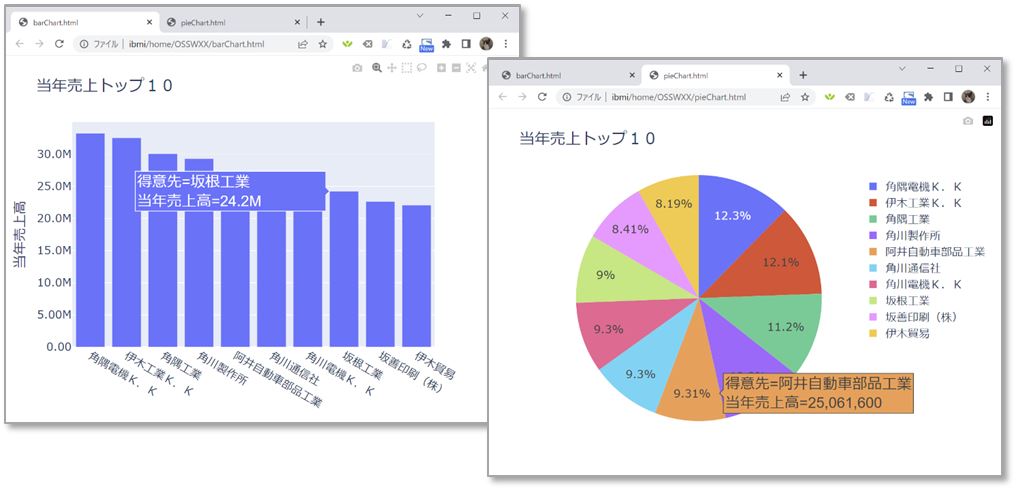 barChart.html
pieChart.html
ファイル
ibmi/home/OSSWXX/barChart.html
New
当年売上トップ１０
当年売上高
30.0M
25.0M
20.0M
15.0M
10.0M
5.00M
0.00
得意先=坂根工業
当年売上高=24.2M
角隅電機Ｋ．Ｋ
伊木工業Ｋ．Ｋ
角隅工業
角川製作所
阿井自動車部品工業
角川通信社
角川電機Ｋ．Ｋ
坂根工業
坂善印刷（株）
伊木貿易
barChart.html
pieChart.html
ファイル
ibmi/home/OSSWXX/pieChart.html
New
当年売上トップ１０
12.3%
12.1%
11.2%
9.31%
9.3%
9.3%
9%
8.41%
8.19%
得意先=阿井自動車部品工業
当年売上高=25,061,600
角隅電機Ｋ．Ｋ
伊木工業Ｋ．Ｋ
角隅工業
角川製作所
阿井自動車部品工業
角川通信社
角川電機Ｋ．Ｋ
坂根工業
坂善印刷（株）
伊木貿易